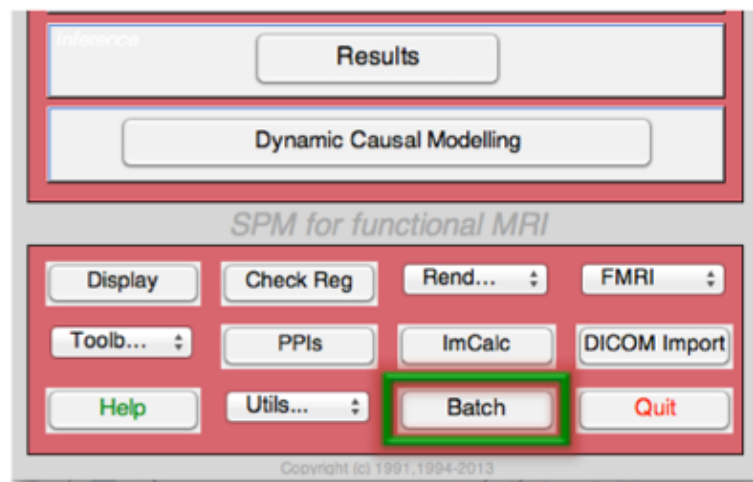 inference
Results
Dynamic Causal Modelling
SPM for functional MRI
Display Check Reg Rend... FMRI
Toolb... PPIs ImCalc DICOM Import
Help Utils... Batch Quit
Copyright (c) 1991,1994-2013